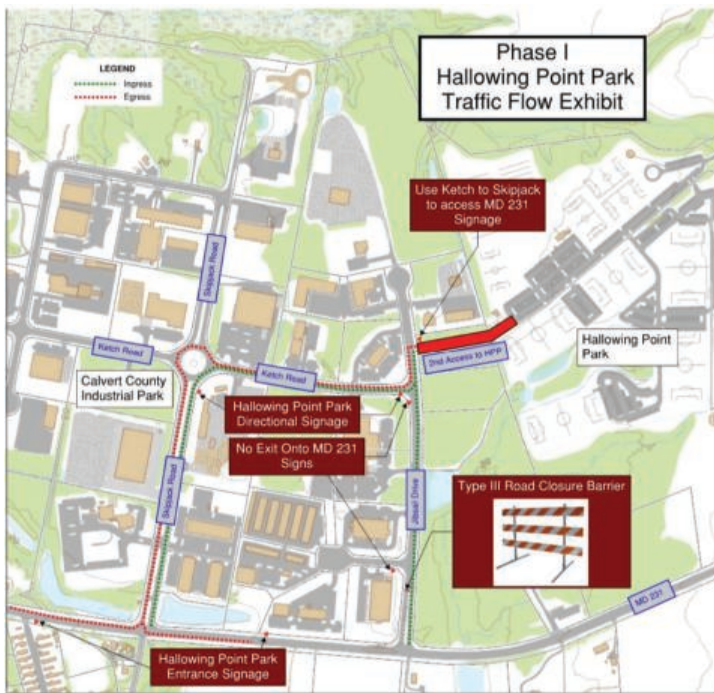 Phase I
Hallowing Point Park
Traffic Flow Exhibit
LEGEND
Ingress
Egress
Use Ketch to Skipjack
to access MD 231
Signage
Skipjack Road
Ketch Road
2nd Access to HPP
Hallowing Point
Park
Calvert County
Industrial Park
Ketch Road
Hallowing Point Park
Directional Signage
No Exit Onto MD 231
Signs
Skipjack Road
Jibsail Drive
Type III Road Closure Barrier
MD 231
Hallowing Point Park
Entrance Signage